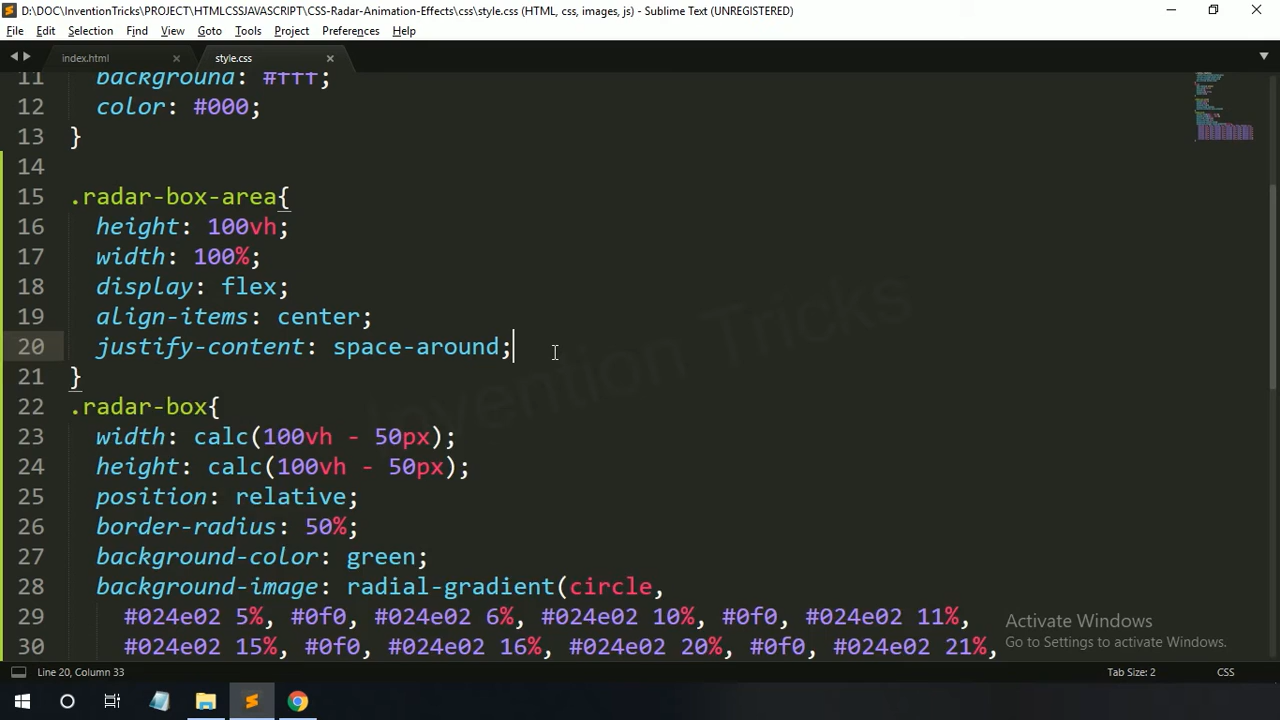 D:\DOC\InventionTricks\PROJECT\HTMLCSSJAVASCRIPT\CSS-Radar-Animation-Effects\css\style.css (HTML, css, images, js) - Sublime Text (UNREGISTERED)
File Edit Selection Find View Goto Tools Project Preferences Help
index.html style.css
11 background: #fff;
12 color: #000;
13 }
14
15 .radar-box-area{
16 height: 100vh;
17 width: 100%;
18 display: flex;
19 align-items: center;
20 justify-content: space-around;
21 }
22 .radar-box{
23 width: calc(100vh - 50px);
24 height: calc(100vh - 50px);
25 position: relative;
26 border-radius: 50%;
27 background-color: green;
28 background-image: radial-gradient(circle,
29 #024e02 5%, #0f0, #024e02 6%, #024e02 10%, #0f0, #024e02 11%,
30 #024e02 15%, #0f0, #024e02 16%, #024e02 20%, #0f0, #024e02 21%,
Invention Tricks
Activate Windows
Go to Settings to activate Windows.
Line 20, Column 33 Tab Size: 2 CSS